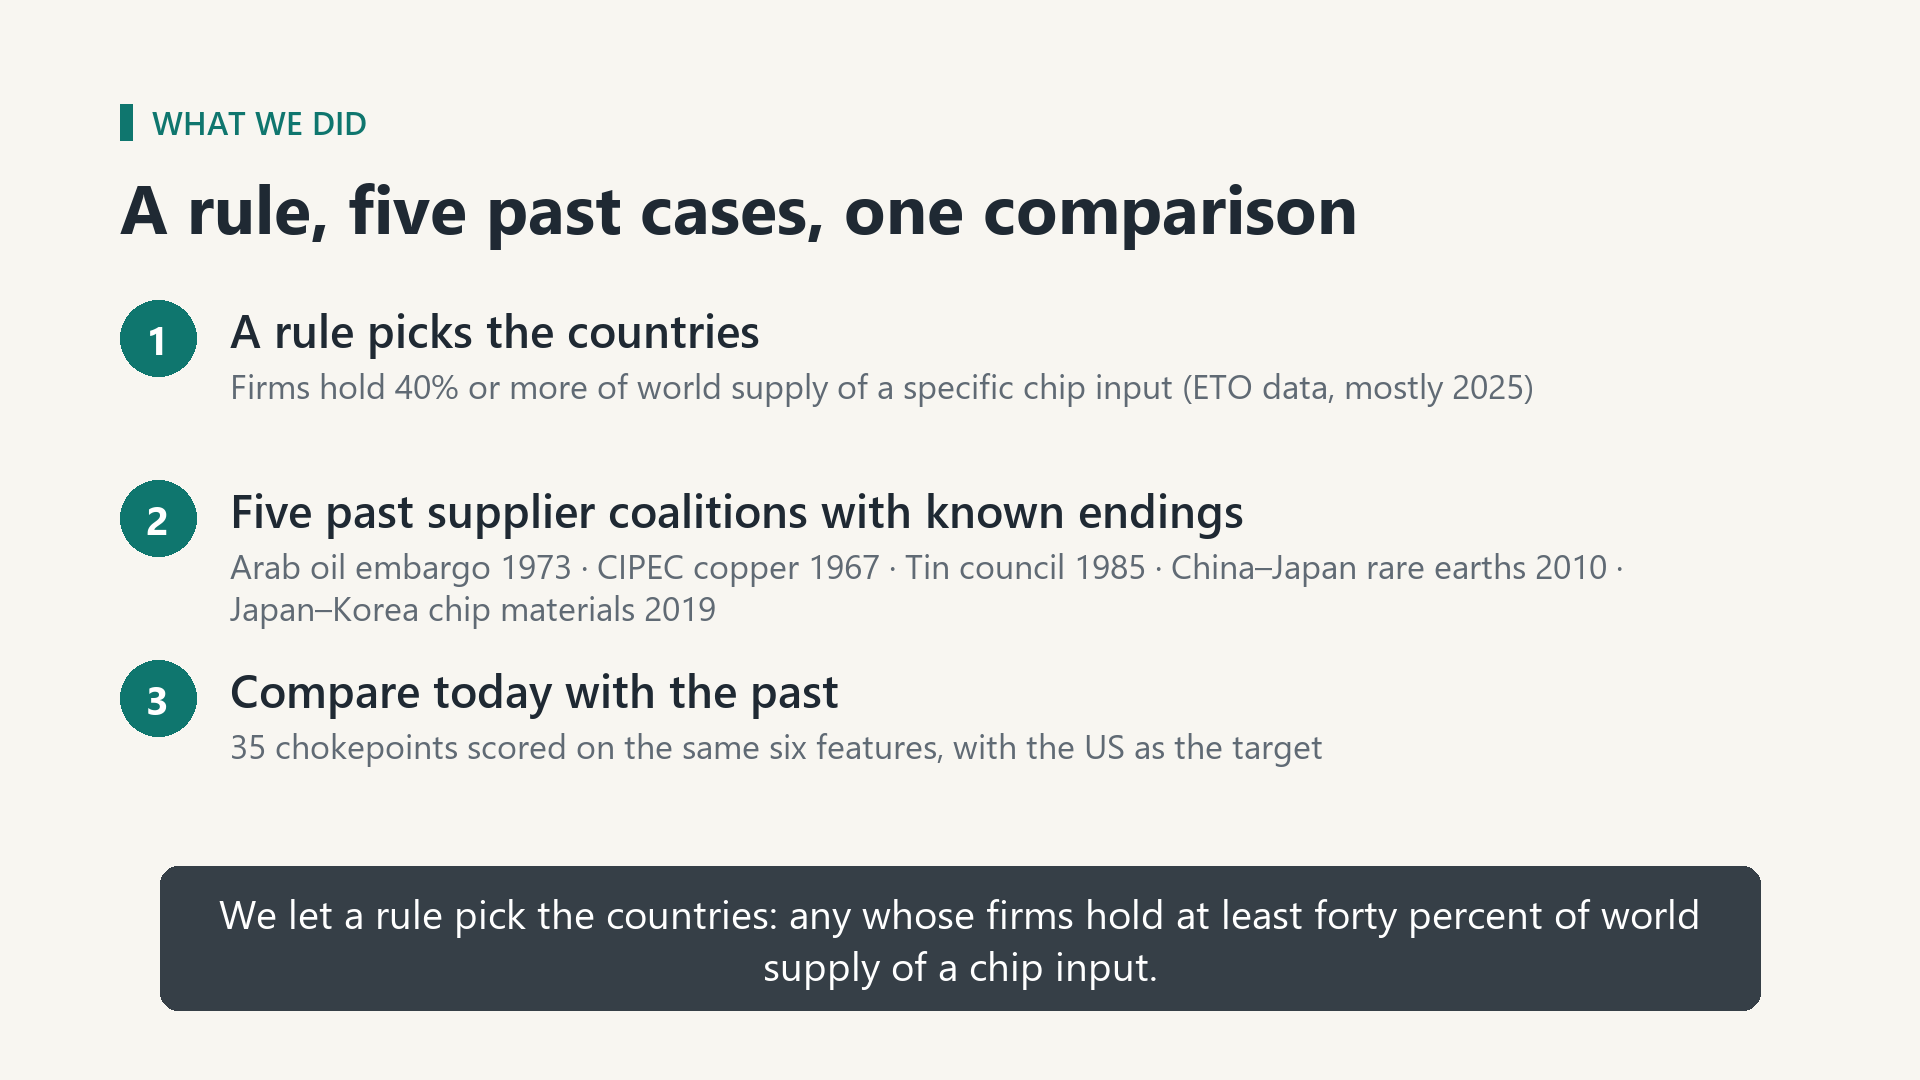 WHAT WE DID
A rule, five past cases, one comparison
1
A rule picks the countries
Firms hold 40% or more of world supply of a specific chip input (ETO data, mostly 2025)
2
Five past supplier coalitions with known endings
Arab oil embargo 1973 · CIPEC copper 1967 · Tin council 1985 · China–Japan rare earths 2010 ·
Japan–Korea chip materials 2019
3
Compare today with the past
35 chokepoints scored on the same six features, with the US as the target
We let a rule pick the countries: any whose firms hold at least forty percent of world
supply of a chip input.